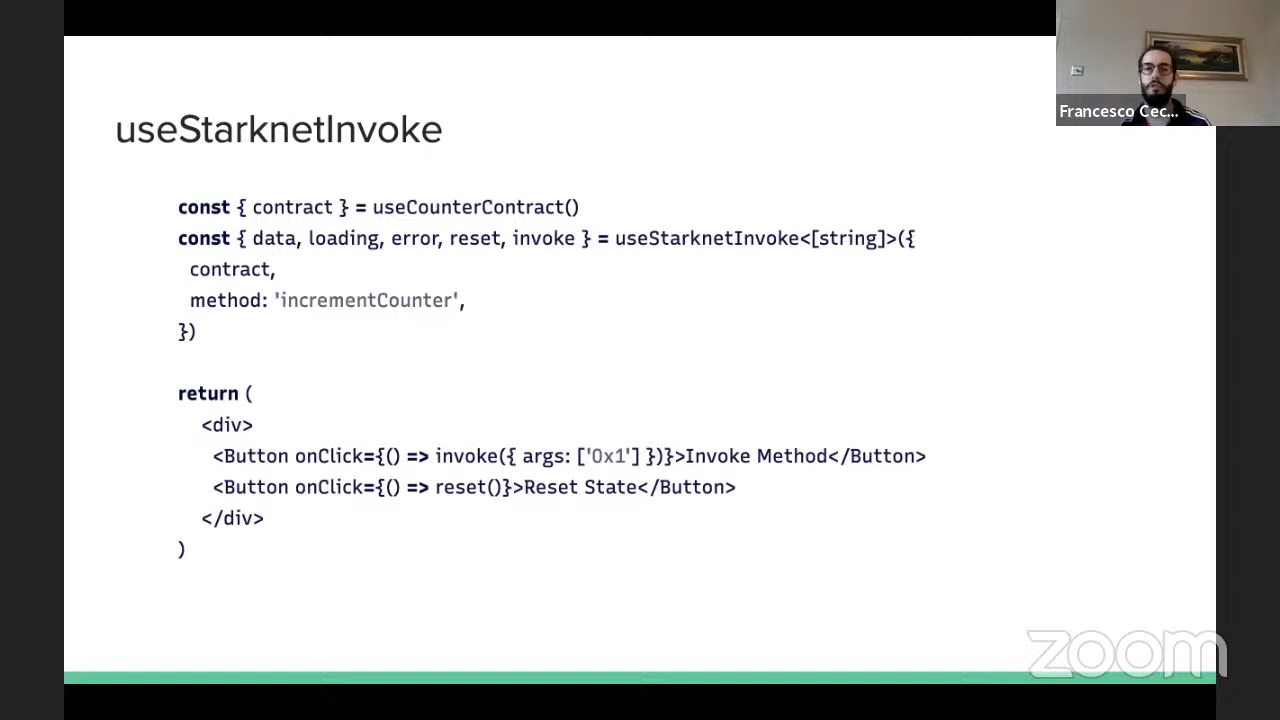 useStarknetInvoke
const { contract } = useCounterContract()
const { data, loading, error, reset, invoke } = useStarknetInvoke<[string]>({
contract,
method: 'incrementCounter',
})
return (
<div>
<Button onClick={() => invoke({ args: ['0x1'] })}>Invoke Method</Button>
<Button onClick={() => reset()}>Reset State</Button>
</div>
)
Francesco Cec...
zoom